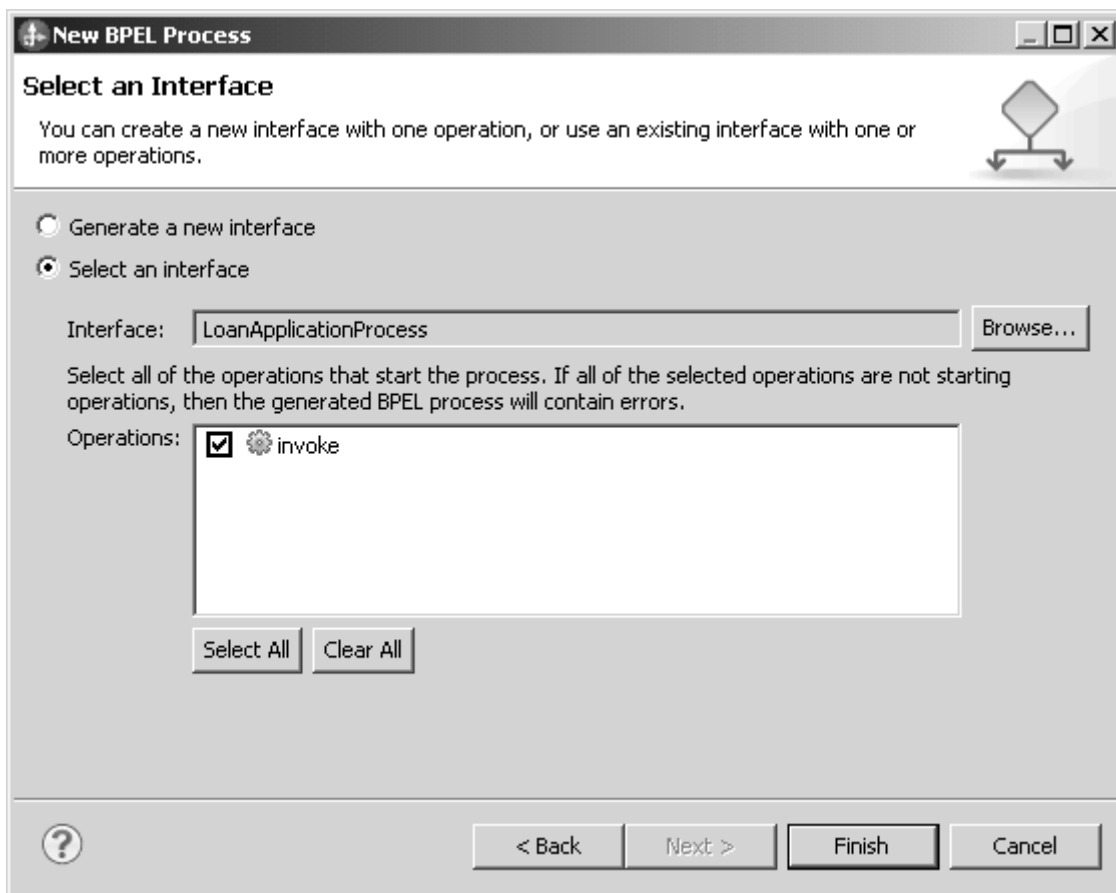 New BPEL Process
Select an Interface
You can create a new interface with one operation, or use an existing interface with one or
more operations.
Generate a new interface
Select an interface
Interface: LoanApplicationProcess Browse...
Select all of the operations that start the process. If all of the selected operations are not starting
operations, then the generated BPEL process will contain errors.
Operations: invoke
Select All Clear All
? < Back Next > Finish Cancel